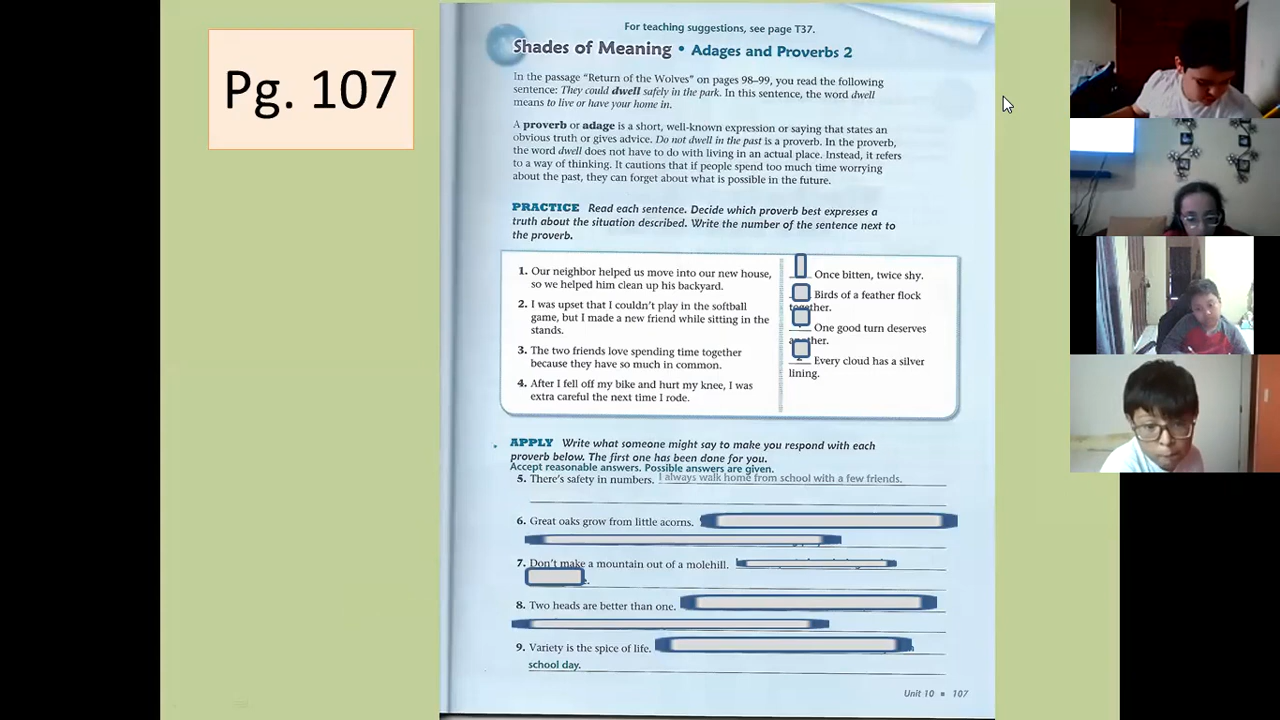 Pg. 107
For teaching suggestions, see page T37.
Shades of Meaning • Adages and Proverbs 2
In the passage “Return of the Wolves” on pages 98–99, you read the following
sentence: They could dwell safely in the park. In this sentence, the word dwell
means to live or have your home in.
A proverb or adage is a short, well-known expression or saying that states an
obvious truth or gives advice. Do not dwell in the past is a proverb. In the proverb,
the word dwell does not have to do with living in an actual place. Instead, it refers
to a way of thinking. It cautions that if people spend too much time worrying
about the past, they can forget about what is possible in the future.
PRACTICE Read each sentence. Decide which proverb best expresses a
truth about the situation described. Write the number of the sentence next to
the proverb.
1. Our neighbor helped us move into our new house,
so we helped him clean up his backyard.
2. I was upset that I couldn’t play in the softball
game, but I made a new friend while sitting in the
stands.
3. The two friends love spending time together
because they have so much in common.
4. After I fell off my bike and hurt my knee, I was
extra careful the next time I rode.
Once bitten, twice shy.
Birds of a feather flock
together.
One good turn deserves
another.
Every cloud has a silver
lining.
APPLY Write what someone might say to make you respond with each
proverb below. The first one has been done for you.
Accept reasonable answers. Possible answers are given.
5. There’s safety in numbers. I always walk home from school with a few friends.
6. Great oaks grow from little acorns.
7. Don’t make a mountain out of a molehill.
8. Two heads are better than one.
9. Variety is the spice of life.
school day.
Unit 10 ■ 107